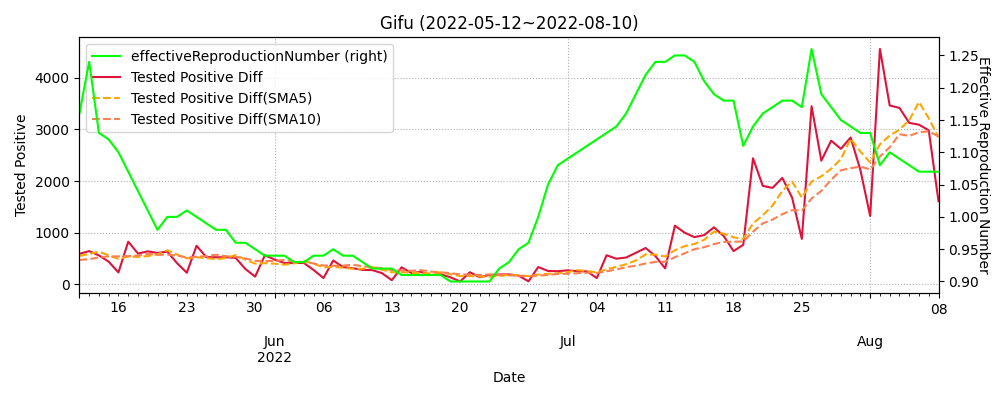 Gifu (2022-05-12~2022-08-10)
effectiveReproductionNumber (right)
Tested Positive Diff
Tested Positive Diff(SMA5)
Tested Positive Diff(SMA10)
Tested Positive
4000
3000
2000
1000
0
1.25
1.20
1.15
1.10
1.05
1.00
0.95
0.90
Effective Reproduction Number
16 23 30 06 13 20 27 04 11 18 25 08
Jun Jul Aug
2022
Date